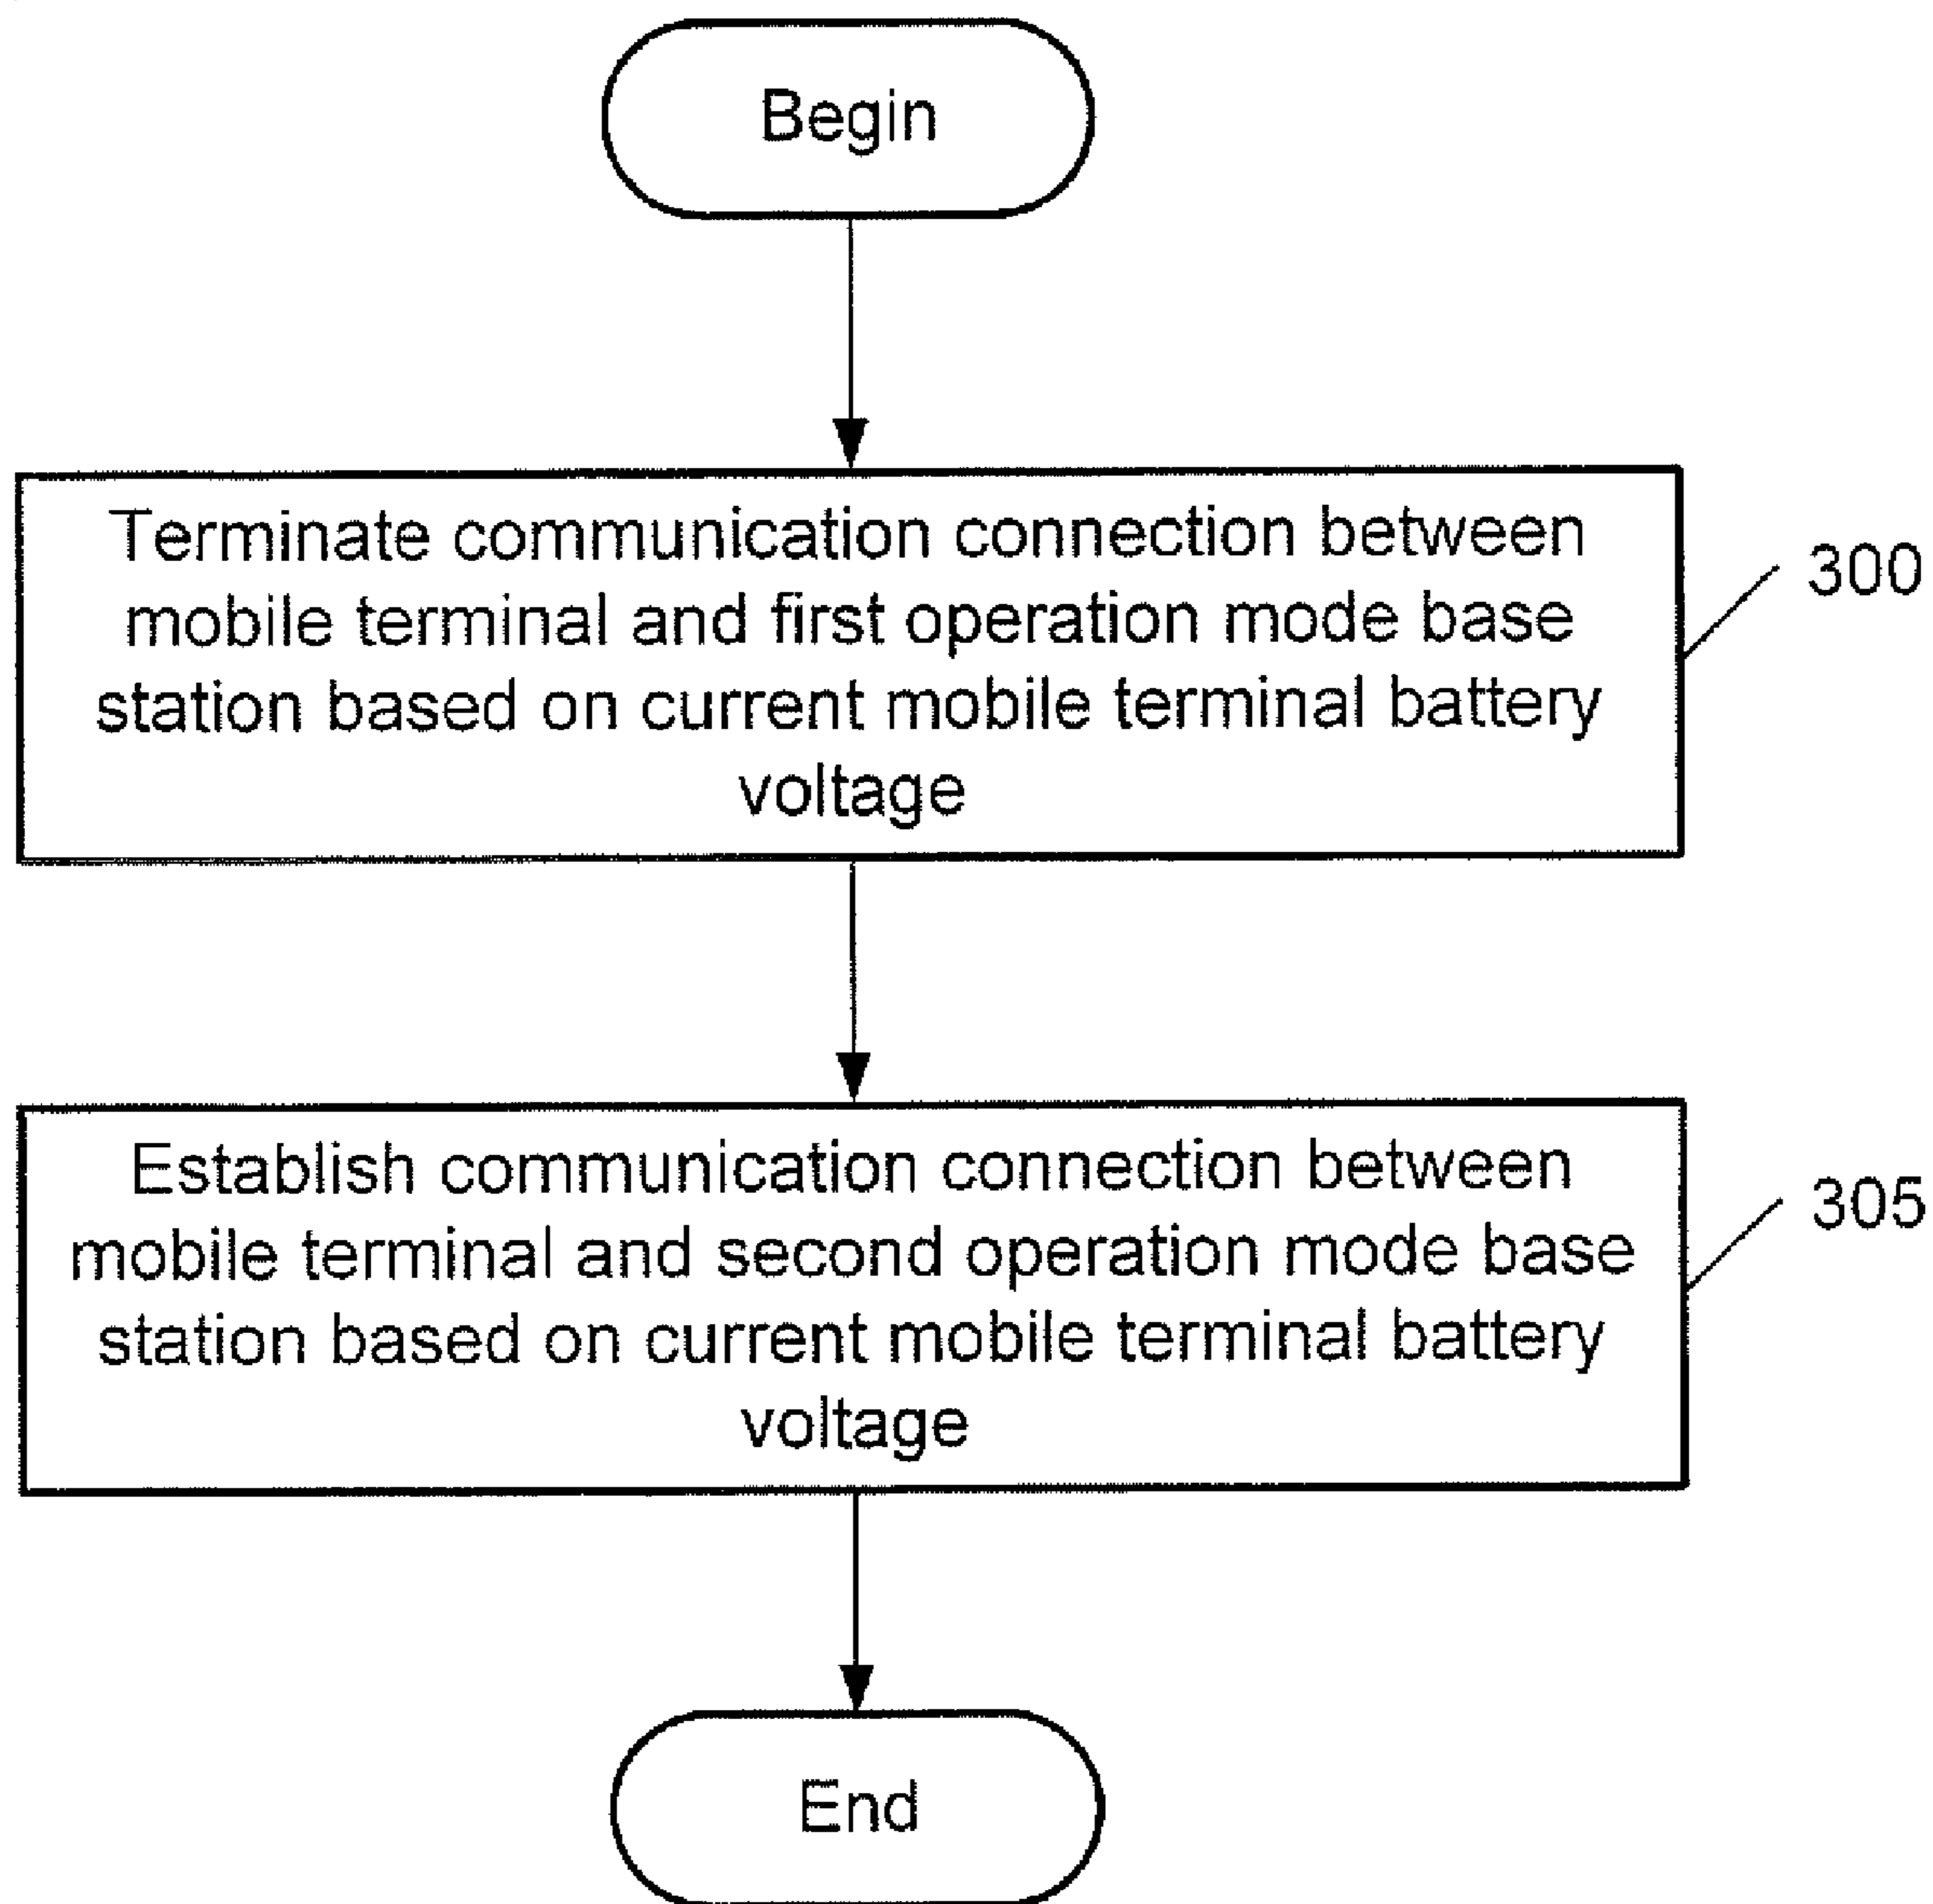 Begin
Terminate communication connection between
mobile terminal and first operation mode base
station based on current mobile terminal battery
voltage
300
Establish communication connection between
mobile terminal and second operation mode base
station based on current mobile terminal battery
voltage
305
End